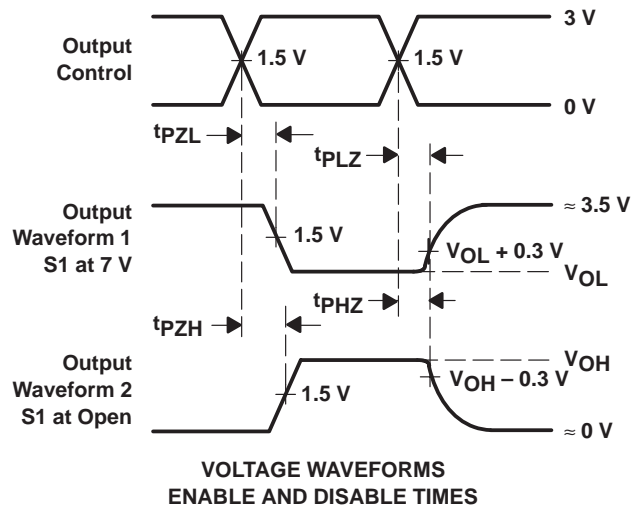 3 V
Output
Control
1.5 V
1.5 V
0 V
tPZL
tPLZ
Output
Waveform 1
S1 at 7 V
≈ 3.5 V
1.5 V
VOL + 0.3 V
VOL
tPZH
tPHZ
Output
Waveform 2
S1 at Open
VOH
VOH – 0.3 V
1.5 V
≈ 0 V
VOLTAGE WAVEFORMS
ENABLE AND DISABLE TIMES